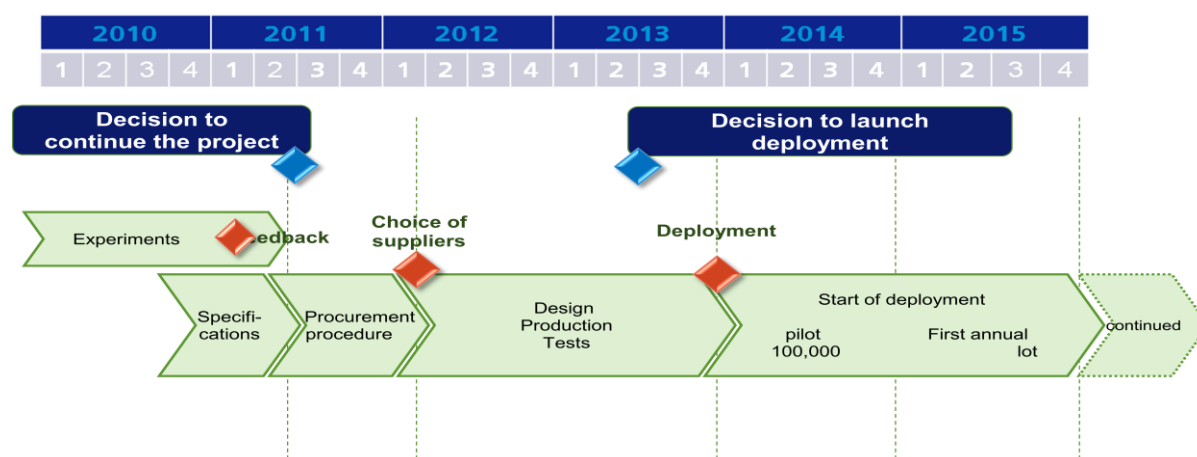 2010 2011 2012 2013 2014 2015
1 2 3 4 1 2 3 4 1 2 3 4 1 2 3 4 1 2 3 4 1 2 3 4
Decision to
continue the project
Decision to launch
deployment
Experiments
edback
Choice of
suppliers
Deployment
Specifi-
cations
Procurement
procedure
Design
Production
Tests
Start of deployment
pilot
100,000
First annual
lot
continued